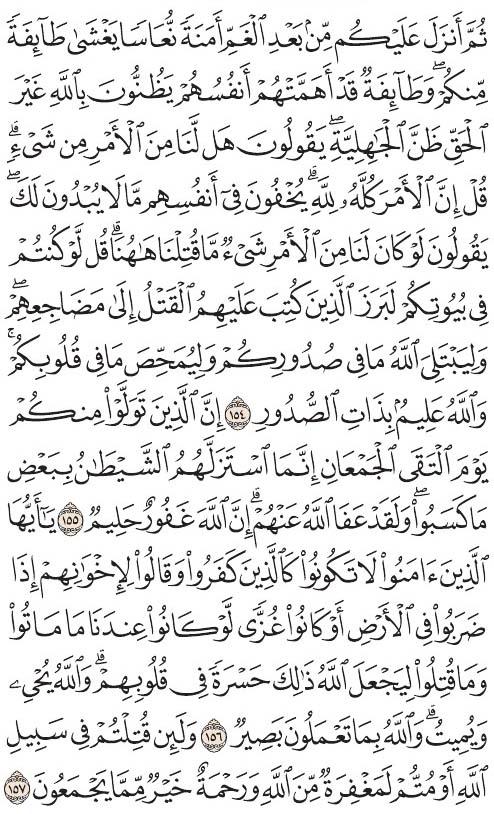 ثُمَّ أَنزَلَ عَلَيْكُم مِّنۢ بَعْدِ ٱلْغَمِّ أَمَنَةً نُّعَاسًا يَغْشَىٰ طَآئِفَةً
مِّنكُمْ ۖ وَطَآئِفَةٌ قَدْ أَهَمَّتْهُمْ أَنفُسُهُمْ يَظُنُّونَ بِٱللَّهِ غَيْرَ
ٱلْحَقِّ ظَنَّ ٱلْجَٰهِلِيَّةِ ۖ يَقُولُونَ هَل لَّنَا مِنَ ٱلْأَمْرِ مِن شَىْءٍ ۗ
قُلْ إِنَّ ٱلْأَمْرَ كُلَّهُۥ لِلَّهِ ۗ يُخْفُونَ فِىٓ أَنفُسِهِم مَّا لَا يُبْدُونَ لَكَ ۖ
يَقُولُونَ لَوْ كَانَ لَنَا مِنَ ٱلْأَمْرِ شَىْءٌ مَّا قُتِلْنَا هَٰهُنَا ۗ قُل لَّوْ كُنتُمْ
فِى بُيُوتِكُمْ لَبَرَزَ ٱلَّذِينَ كُتِبَ عَلَيْهِمُ ٱلْقَتْلُ إِلَىٰ مَضَاجِعِهِمْ ۖ
وَلِيَبْتَلِىَ ٱللَّهُ مَا فِى صُدُورِكُمْ وَلِيُمَحِّصَ مَا فِى قُلُوبِكُمْ ۗ
وَٱللَّهُ عَلِيمٌۢ بِذَاتِ ٱلصُّدُورِ ١٥٤ إِنَّ ٱلَّذِينَ تَوَلَّوْا۟ مِنكُمْ
يَوْمَ ٱلْتَقَى ٱلْجَمْعَانِ إِنَّمَا ٱسْتَزَلَّهُمُ ٱلشَّيْطَٰنُ بِبَعْضِ
مَا كَسَبُوا۟ ۖ وَلَقَدْ عَفَا ٱللَّهُ عَنْهُمْ ۗ إِنَّ ٱللَّهَ غَفُورٌ حَلِيمٌ ١٥٥ يَٰٓأَيُّهَا
ٱلَّذِينَ ءَامَنُوا۟ لَا تَكُونُوا۟ كَٱلَّذِينَ كَفَرُوا۟ وَقَالُوا۟ لِإِخْوَٰنِهِمْ إِذَا
ضَرَبُوا۟ فِى ٱلْأَرْضِ أَوْ كَانُوا۟ غُزًّى لَّوْ كَانُوا۟ عِندَنَا مَا مَاتُوا۟
وَمَا قُتِلُوا۟ لِيَجْعَلَ ٱللَّهُ ذَٰلِكَ حَسْرَةً فِى قُلُوبِهِمْ ۗ وَٱللَّهُ يُحْىِۦ
وَيُمِيتُ ۗ وَٱللَّهُ بِمَا تَعْمَلُونَ بَصِيرٌ ١٥٦ وَلَئِن قُتِلْتُمْ فِى سَبِيلِ
ٱللَّهِ أَوْ مُتُّمْ لَمَغْفِرَةٌ مِّنَ ٱللَّهِ وَرَحْمَةٌ خَيْرٌ مِّمَّا يَجْمَعُونَ ١٥٧